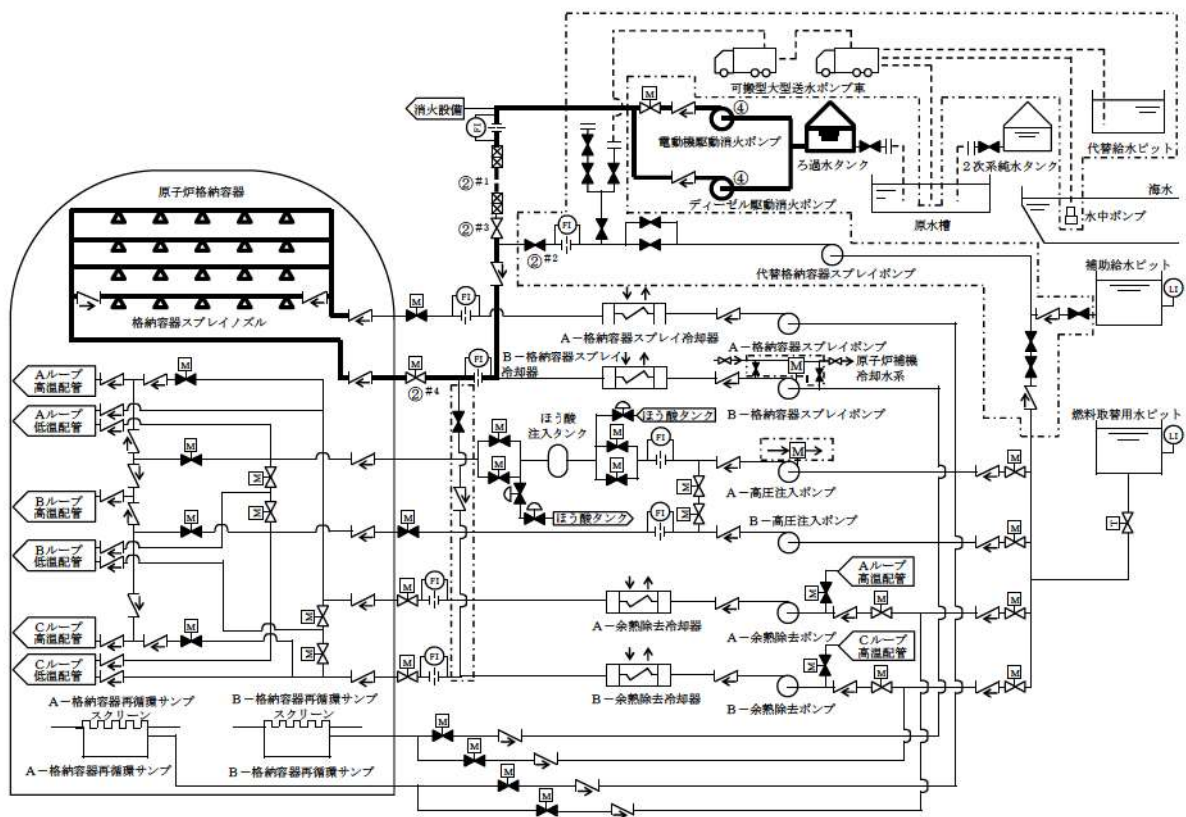 可搬型大型送水ポンプ車
消火設備
M
FI
④
電動機駆動消火ポンプ
ろ過水タンク
2次系純水タンク
代替給水ピット
②#1
④
ディーゼル駆動消火ポンプ
原水槽
海水
水中ポンプ
②#3
FI
②#2
代替格納容器スプレイポンプ
補助給水ピット
LI
原子炉格納容器
格納容器スプレイノズル
M
FI
A-格納容器スプレイ冷却器
A-格納容器スプレイポンプ
B-格納容器スプレイ
冷却器
M
原子炉補機
冷却水系
M
FI
②#4
B-格納容器スプレイポンプ
燃料取替用水ピット
LI
Aループ
高温配管
M
Aループ
低温配管
ほう酸
注入タンク
ほう酸タンク
M
M
M
M
FI
M
A-高圧注入ポンプ
M
M
M
ほう酸タンク
M
M
Bループ
高温配管
M
M
M
FI
B-高圧注入ポンプ
M
T
Bループ
低温配管
Aループ
高温配管
M
M
FI
A-余熱除去冷却器
M
M
A-余熱除去ポンプ
M
Cループ
高温配管
M
M
Cループ
高温配管
Cループ
低温配管
M
M
FI
B-余熱除去冷却器
M
M
B-余熱除去ポンプ
M
A-格納容器再循環サンプ
スクリーン
B-格納容器再循環サンプ
スクリーン
M
M
A-格納容器再循環サンプ
B-格納容器再循環サンプ
M
M